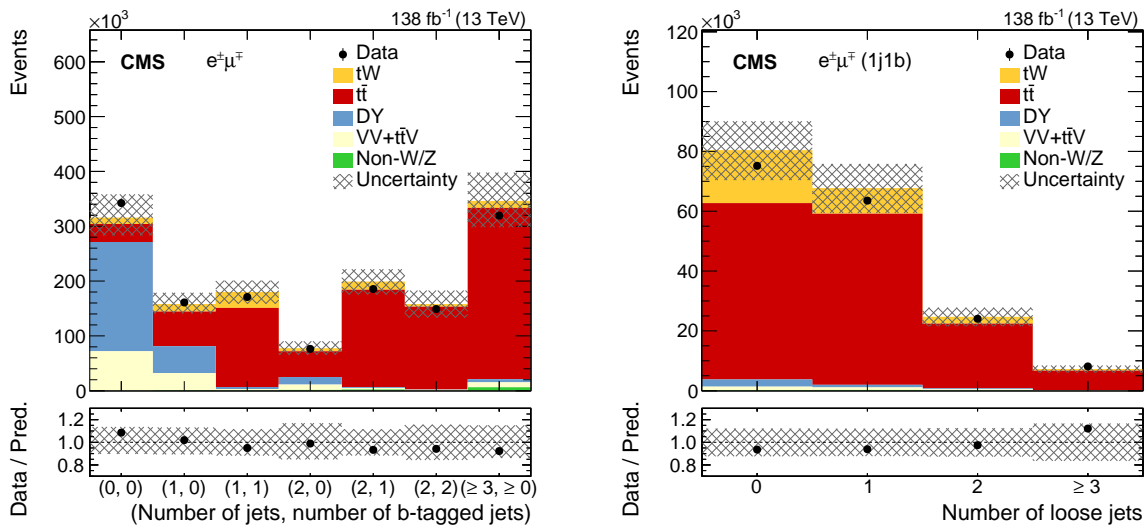 ×10³
138 fb⁻¹ (13 TeV)
Events
600
500
400
300
200
100
0
CMS
e±μ∓
Data
tW
tt̄
DY
VV+tt̄V
Non-W/Z
Uncertainty
Data / Pred.
1.2
1.0
0.8
(0, 0) (1, 0) (1, 1) (2, 0) (2, 1) (2, 2) (≥ 3, ≥ 0)
(Number of jets, number of b-tagged jets)
×10³
138 fb⁻¹ (13 TeV)
Events
120
100
80
60
40
20
0
CMS
e±μ∓ (1j1b)
Data
tW
tt̄
DY
VV+tt̄V
Non-W/Z
Uncertainty
Data / Pred.
1.2
1.0
0.8
0 1 2 ≥ 3
Number of loose jets